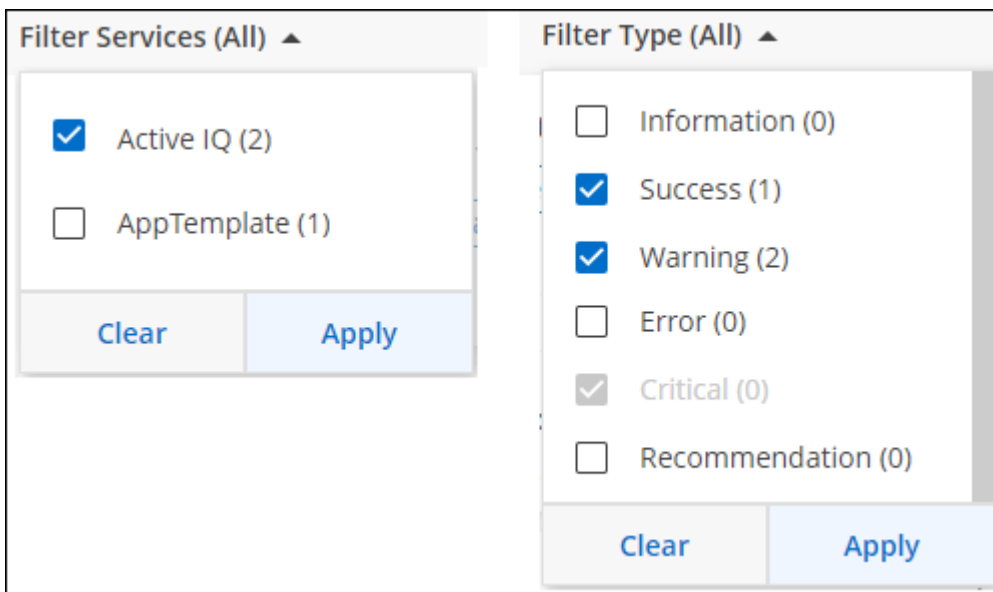 Filter Services (All)
Active IQ (2)
AppTemplate (1)
Clear
Apply
Filter Type (All)
Information (0)
Success (1)
Warning (2)
Error (0)
Critical (0)
Recommendation (0)
Clear
Apply